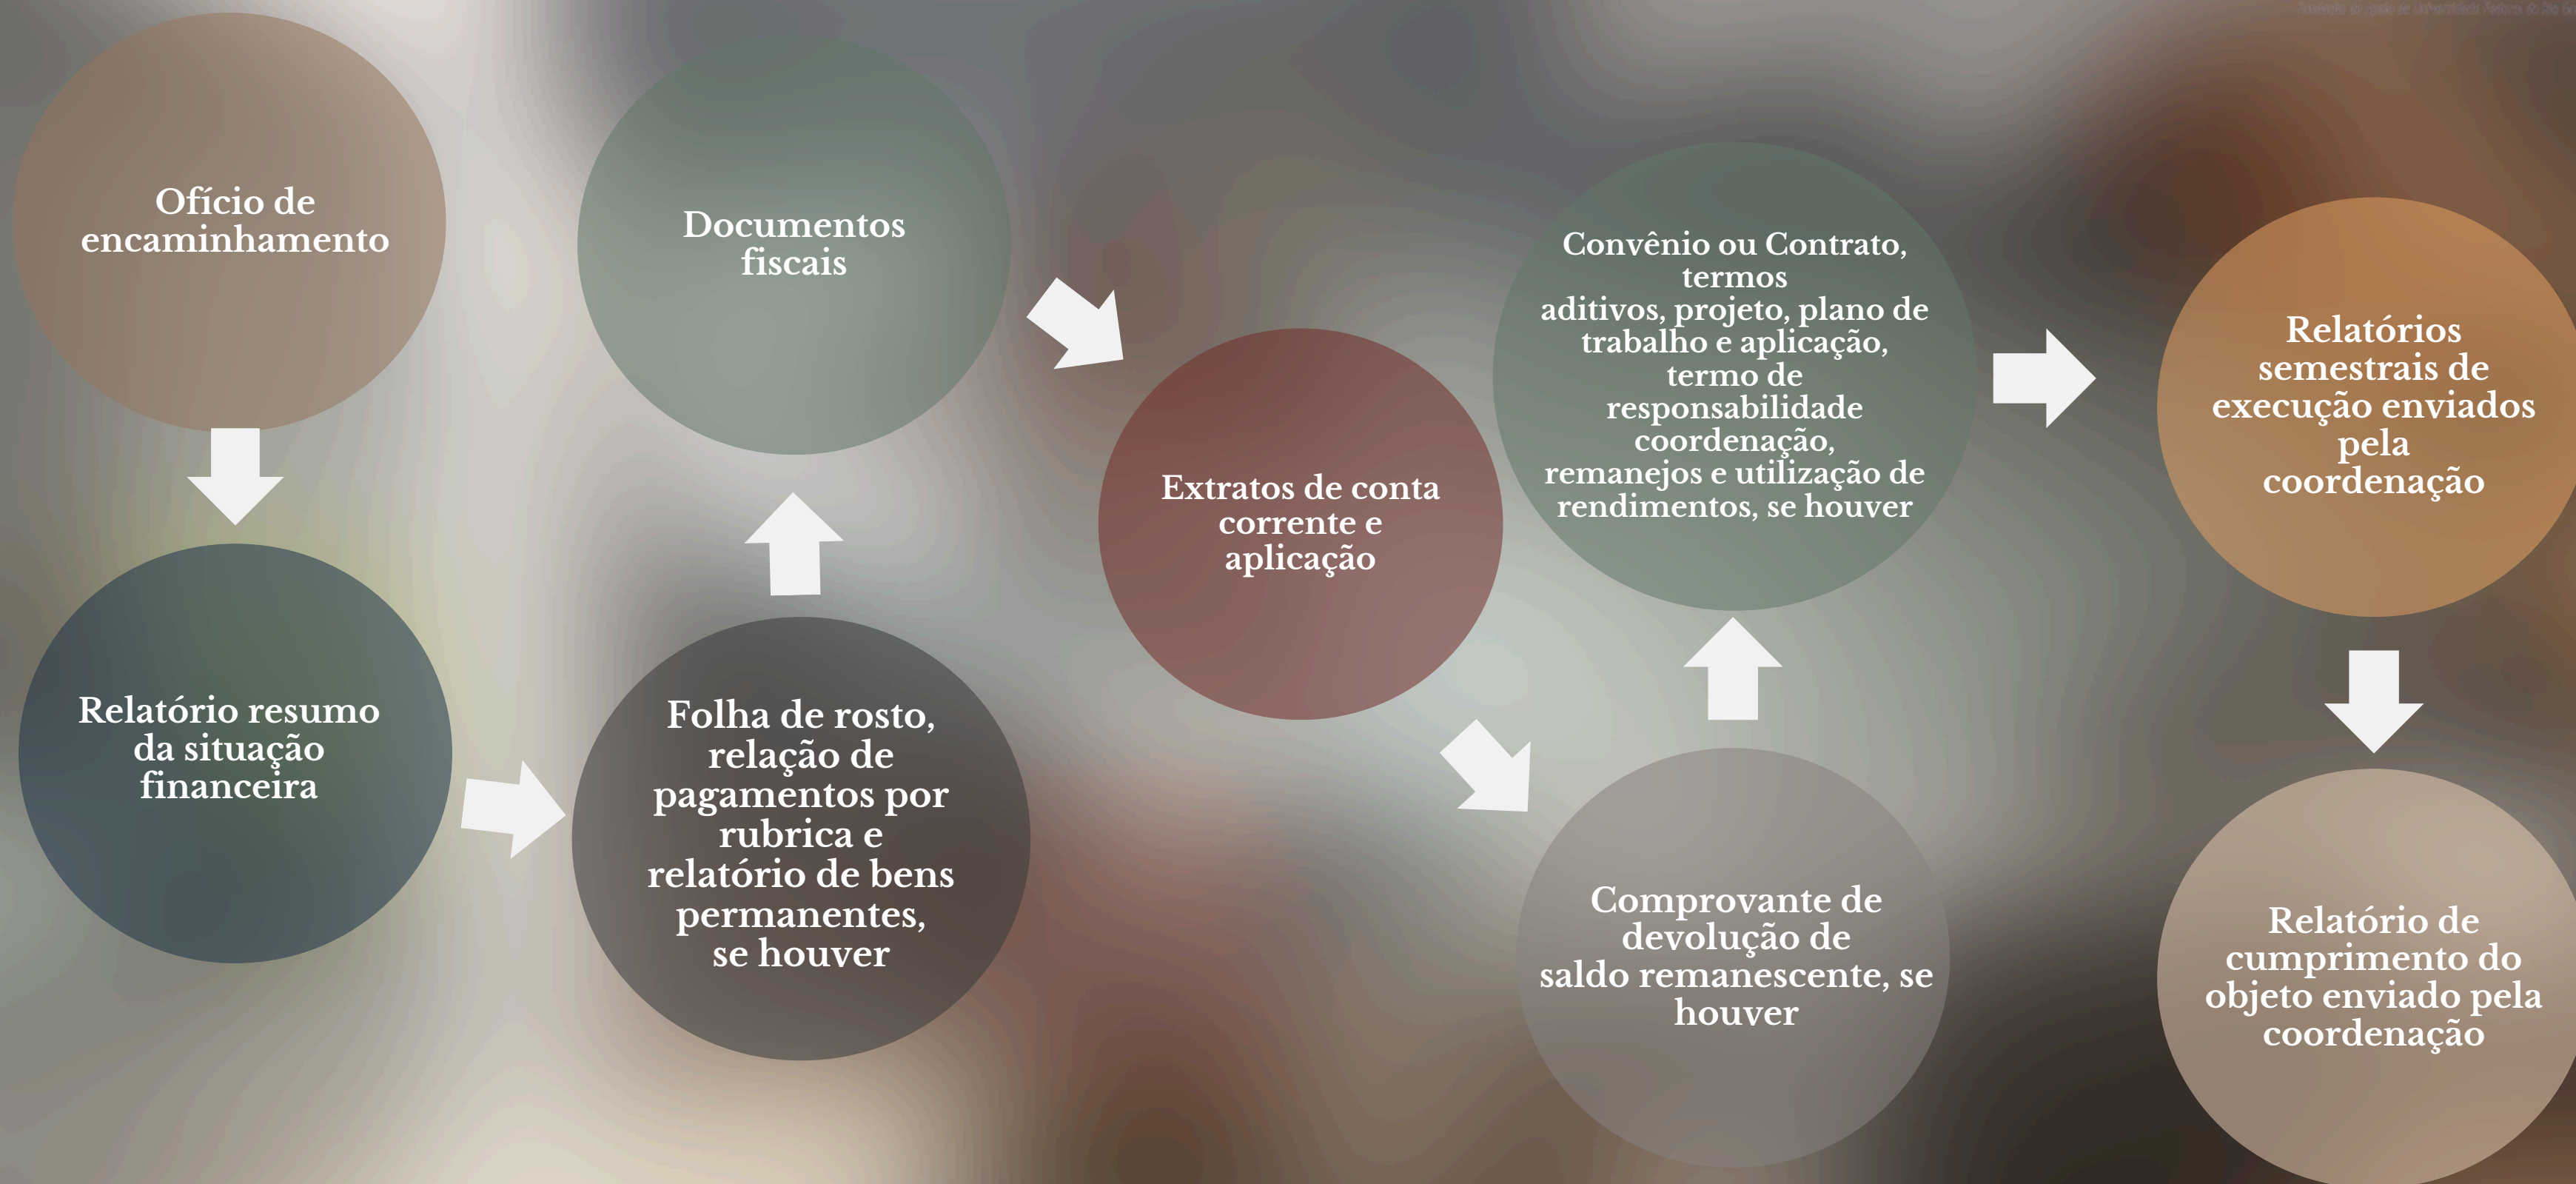 Ofício de
encaminhamento
Relatório resumo
da situação
financeira
Folha de rosto,
relação de
pagamentos por
rubrica e
relatório de bens
permanentes,
se houver
Documentos
fiscais
Extratos de conta
corrente e
aplicação
Comprovante de
devolução de
saldo remanescente, se
houver
Convênio ou Contrato,
termos
aditivos, projeto, plano de
trabalho e aplicação,
termo de
responsabilidade
coordenação,
remanejos e utilização de
rendimentos, se houver
Relatórios
semestrais de
execução enviados
pela
coordenação
Relatório de
cumprimento do
objeto enviado pela
coordenação